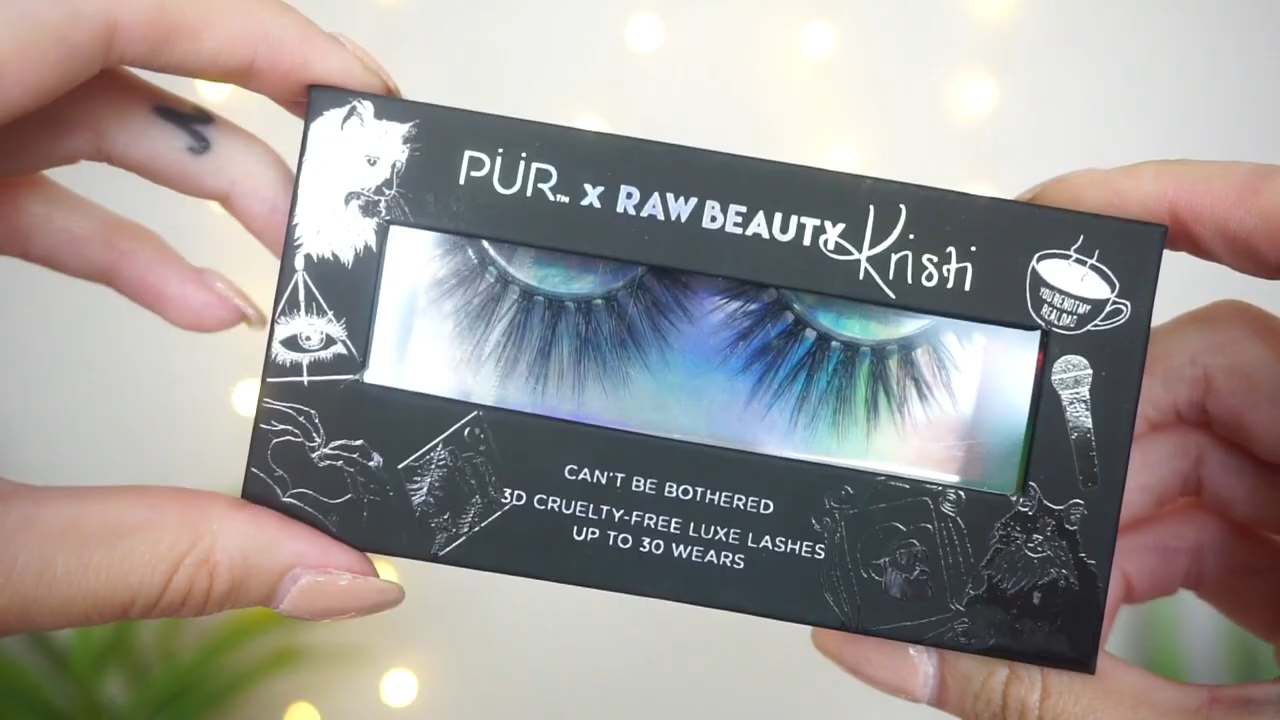 PÜR™ x RAW BEAUTY Kristi
YOU'RE NOT MY
REAL DAD
CAN'T BE BOTHERED
3D CRUELTY-FREE LUXE LASHES
UP TO 30 WEARS